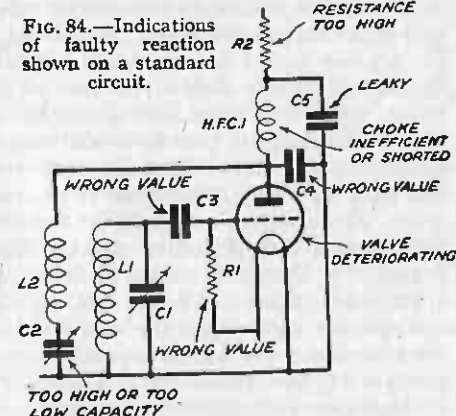 FIG. 84.—Indications
of faulty reaction
shown on a standard
circuit.
RESISTANCE
TOO HIGH
R2
C5
LEAKY
H.F.C.1
CHOKE
INEFFICIENT
OR SHORTED
WRONG VALUE
C3
C4
WRONG VALUE
VALVE
DETERIORATING
L2
L1
R1
C1
C2
WRONG VALUE
TOO HIGH OR TOO
LOW CAPACITY